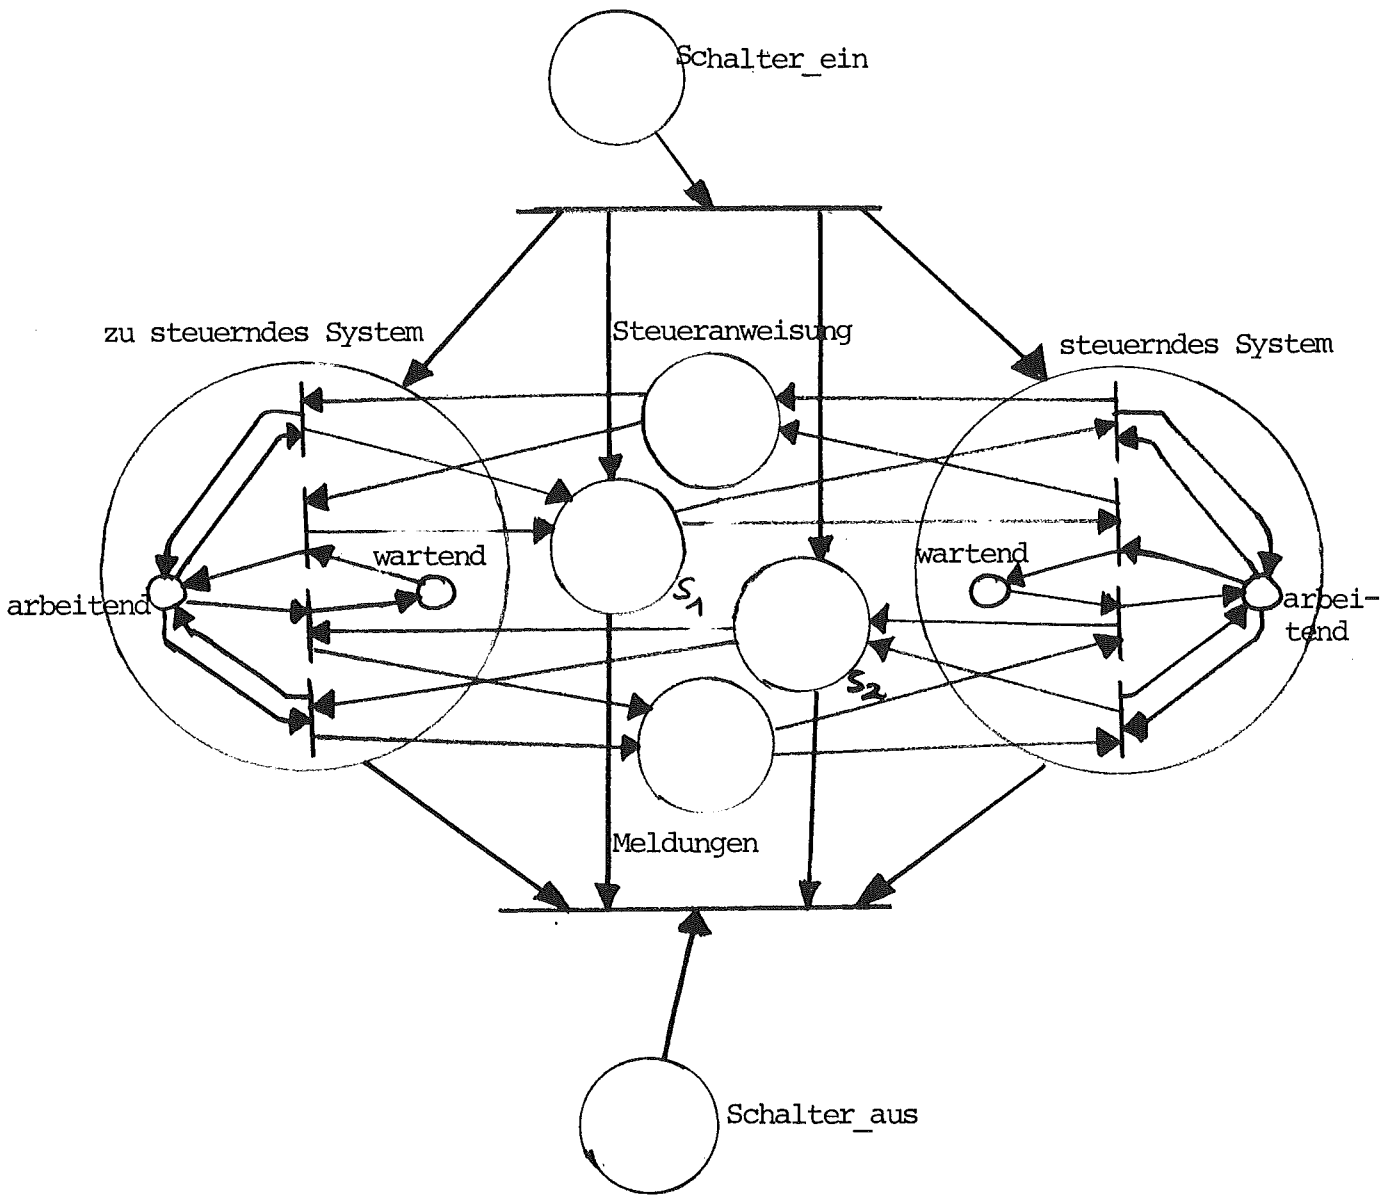 Schalter_ein
zu steuerndes System
Steueranweisung
steuerndes System
wartend
wartend
arbeitend
S1
arbei-
tend
S2
Meldungen
Schalter_aus